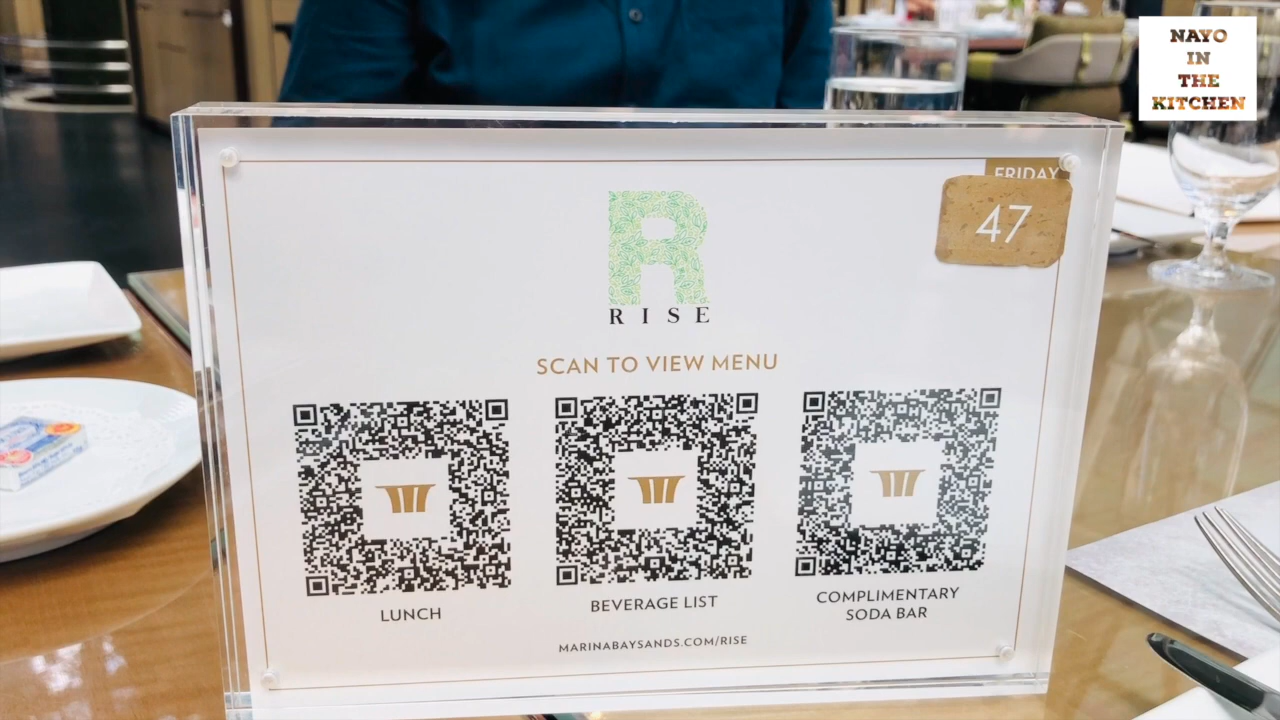 NAYO
IN
THE
KITCHEN
FRIDAY
47
R
RISE
SCAN TO VIEW MENU
LUNCH
BEVERAGE LIST
COMPLIMENTARY
SODA BAR
MARINABAYSANDS.COM/RISE